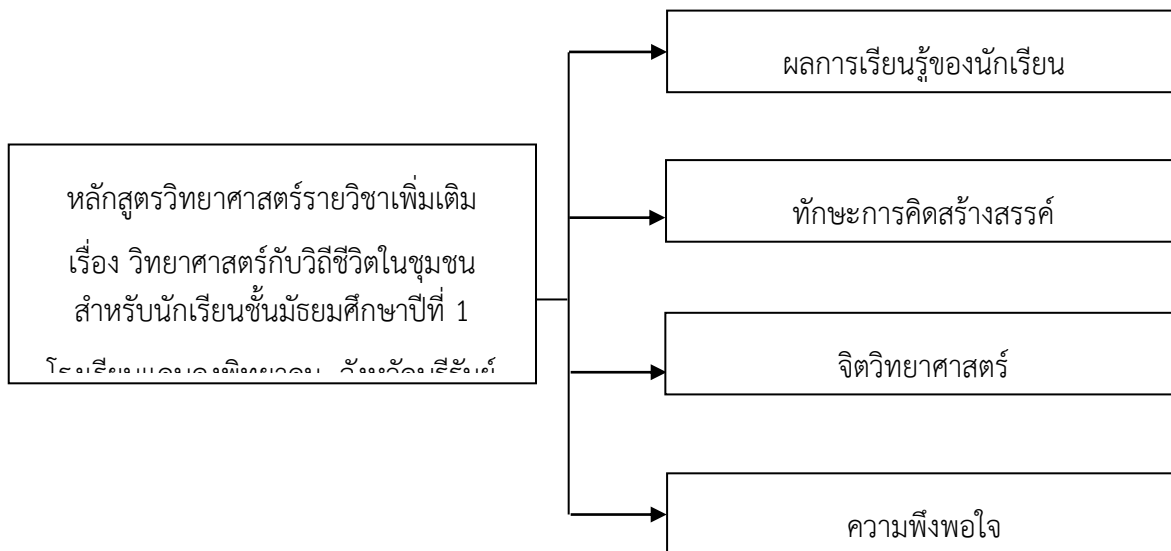 ผลการเรียนรู้ของนักเรียน
หลักสูตรวิทยาศาสตร์รายวิชาเพิ่มเติม
เรื่อง วิทยาศาสตร์กับวิถีชีวิตในชุมชน
สำหรับนักเรียนชั้นมัธยมศึกษาปีที่ 1
ทักษะการคิดสร้างสรรค์
จิตวิทยาศาสตร์
ความพึงพอใจ